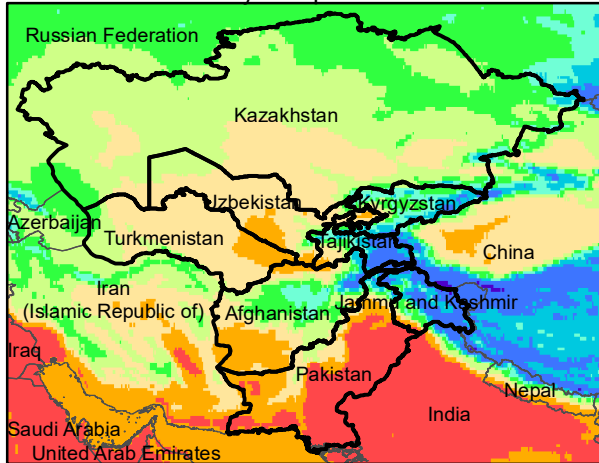 Russian Federation
Kazakhstan
Uzbekistan
Kyrgyzstan
Azerbaijan
Turkmenistan
Tajikistan
China
Iran
(Islamic Republic of)
Afghanistan
Jammu and Kashmir
Iraq
Pakistan
Nepal
India
Saudi Arabia
United Arab Emirates